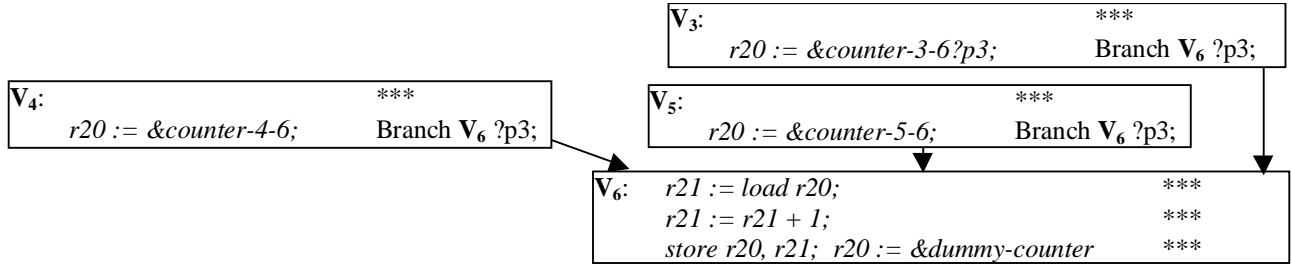 V3: ***
r20 := &counter-3-6?p3; Branch V6 ?p3;
V4: ***
r20 := &counter-4-6; Branch V6 ?p3;
V5: ***
r20 := &counter-5-6; Branch V6 ?p3;
V6: r21 := load r20; ***
r21 := r21 + 1; ***
store r20, r21; r20 := &dummy-counter ***